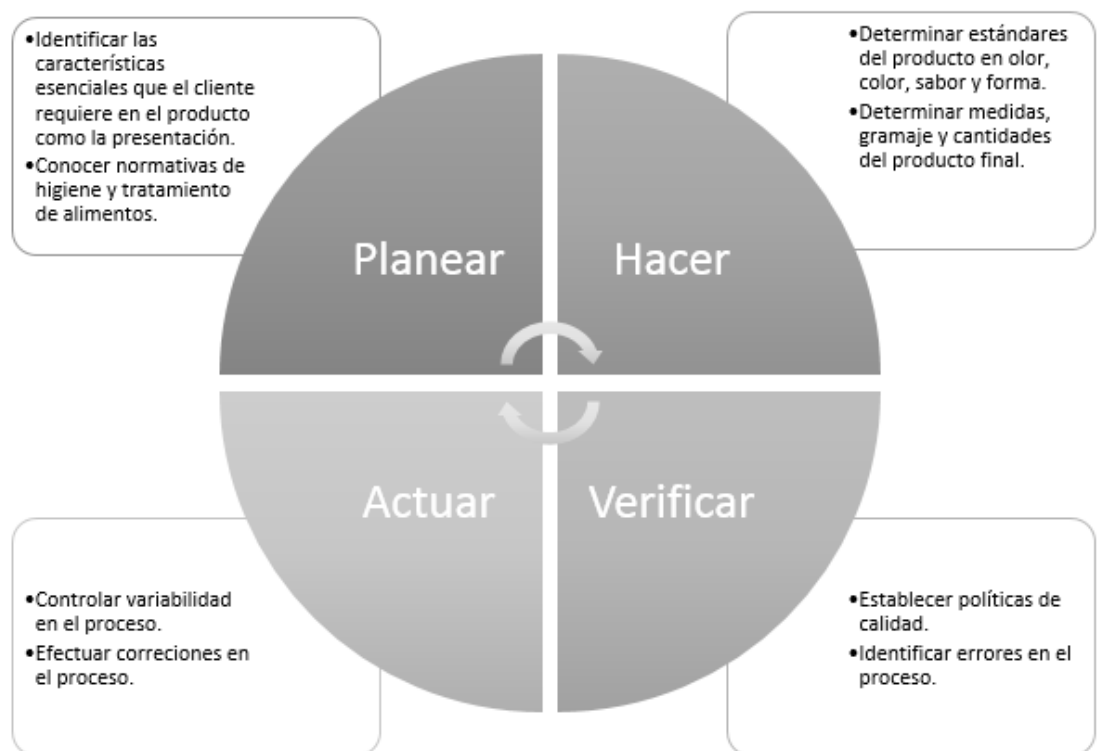 •Identificar las
características
esenciales que el cliente
requiere en el producto
como la presentación.
•Conocer normativas de
higiene y tratamiento
de alimentos.
•Determinar estándares
del producto en olor,
color, sabor y forma.
•Determinar medidas,
gramaje y cantidades
del producto final.
Planear
Hacer
Actuar
Verificar
•Controlar variabilidad
en el proceso.
•Efectuar correciones en
el proceso.
•Establecer políticas de
calidad.
•Identificar errores en el
proceso.